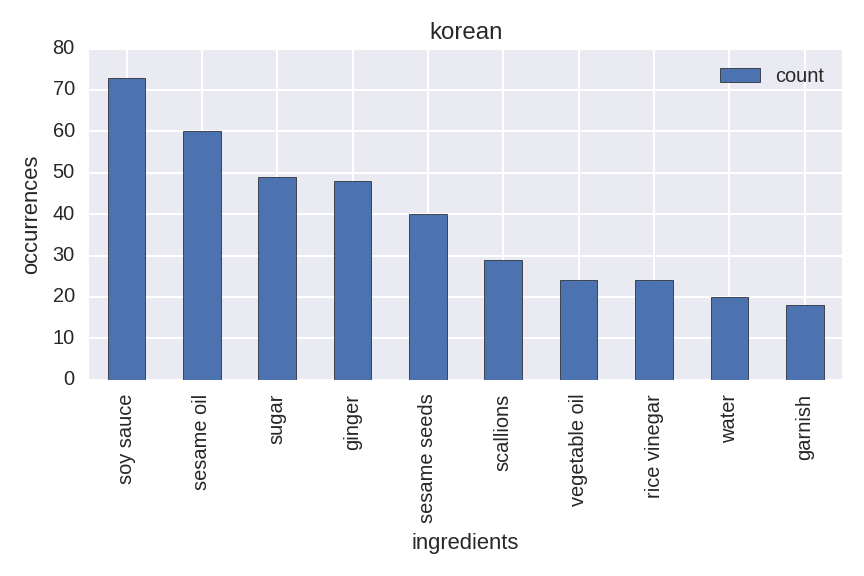 korean
80
70
60
50
40
30
20
10
0
occurrences
count
soy sauce
sesame oil
sugar
ginger
sesame seeds
scallions
vegetable oil
rice vinegar
water
garnish
ingredients